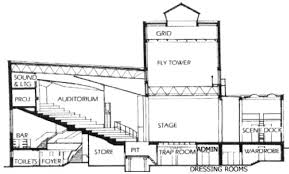 GRID
FLY TOWER
SOUND
& LTG
PROJ.
AUDITORIUM
STAGE
BAR
SCENE DOCK
TOILETS
FOYER
STORE
PIT
TRAP ROOM
ADMIN
WARDROBE
DRESSING ROOMS